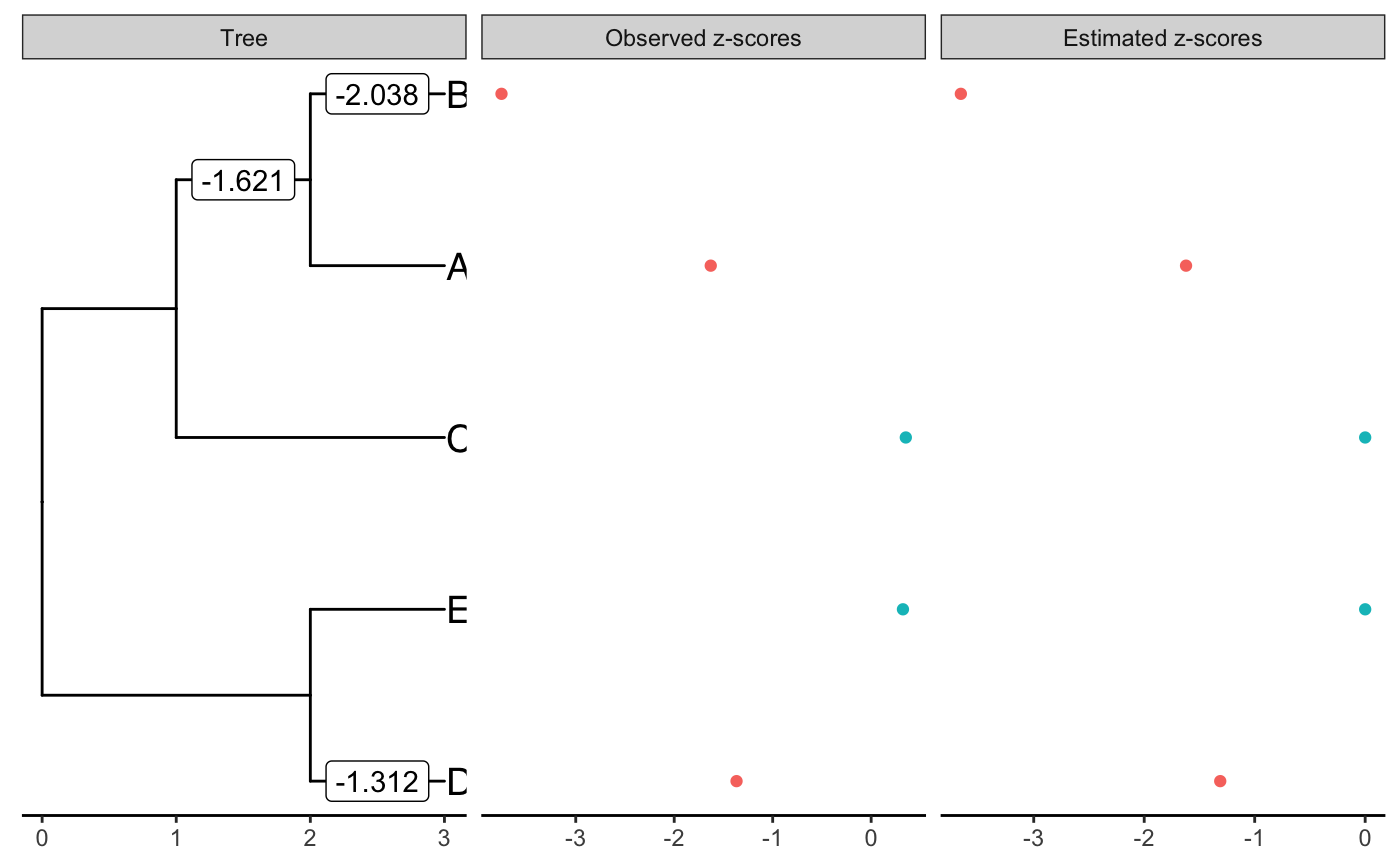 Tree
Observed z-scores
Estimated z-scores
-2.038
B
-1.621
A
C
E
-1.312
D
0 1 2 3
-3 -2 -1 0
-3 -2 -1 0